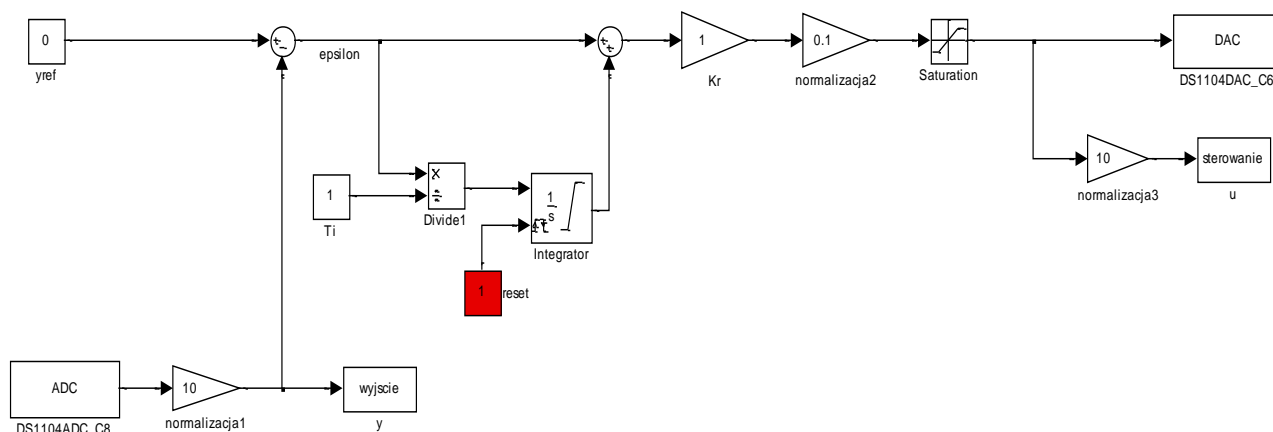 0
yref
epsilon
1
Kr
0.1
normalizacja2
Saturation
DAC
DS1104DAC_C6
10
normalizacja3
sterowanie
u
1
Ti
x
÷
Divide1
1
s
Integrator
1
reset
ADC
DS1104ADC_C8
10
normalizacja1
wyjscie
y